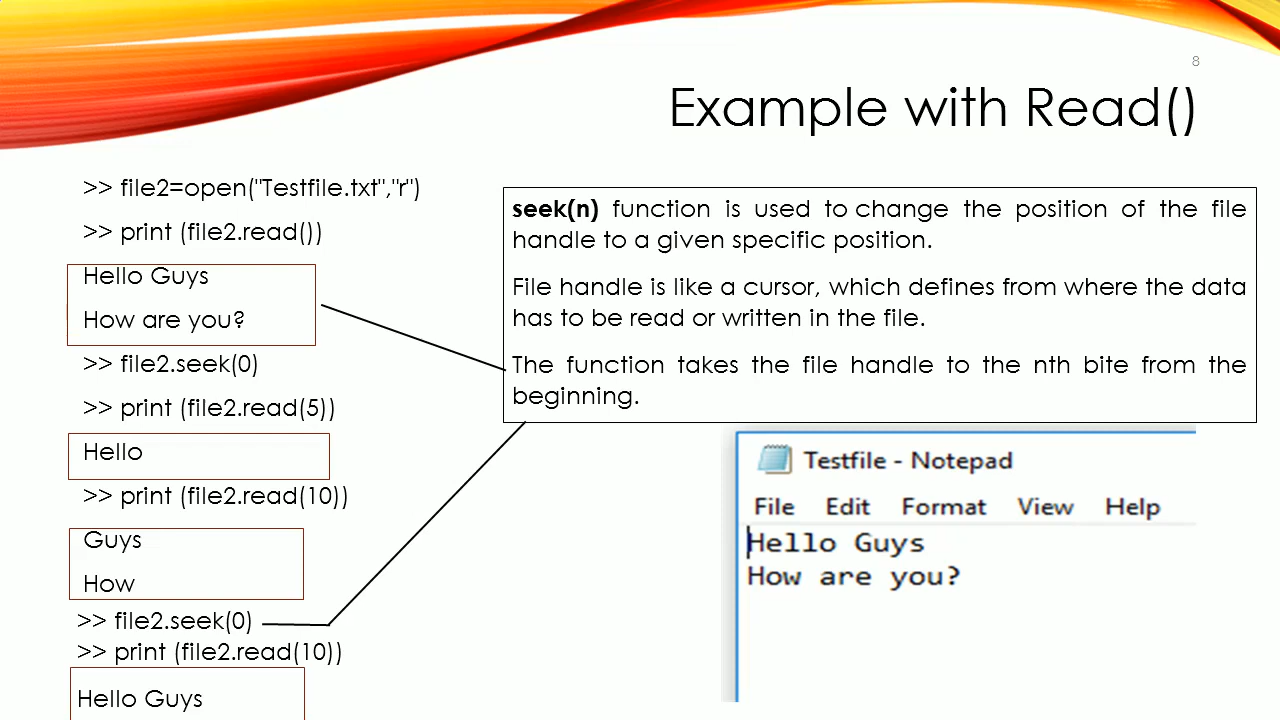 8
Example with Read()
>> file2=open("Testfile.txt","r")
>> print (file2.read())
Hello Guys
How are you?
>> file2.seek(0)
>> print (file2.read(5))
Hello
>> print (file2.read(10))
Guys
How
>> file2.seek(0)
>> print (file2.read(10))
Hello Guys
seek(n) function is used to change the position of the file
handle to a given specific position.
File handle is like a cursor, which defines from where the data
has to be read or written in the file.
The function takes the file handle to the nth bite from the
beginning.
Testfile - Notepad
File Edit Format View Help
Hello Guys
How are you?